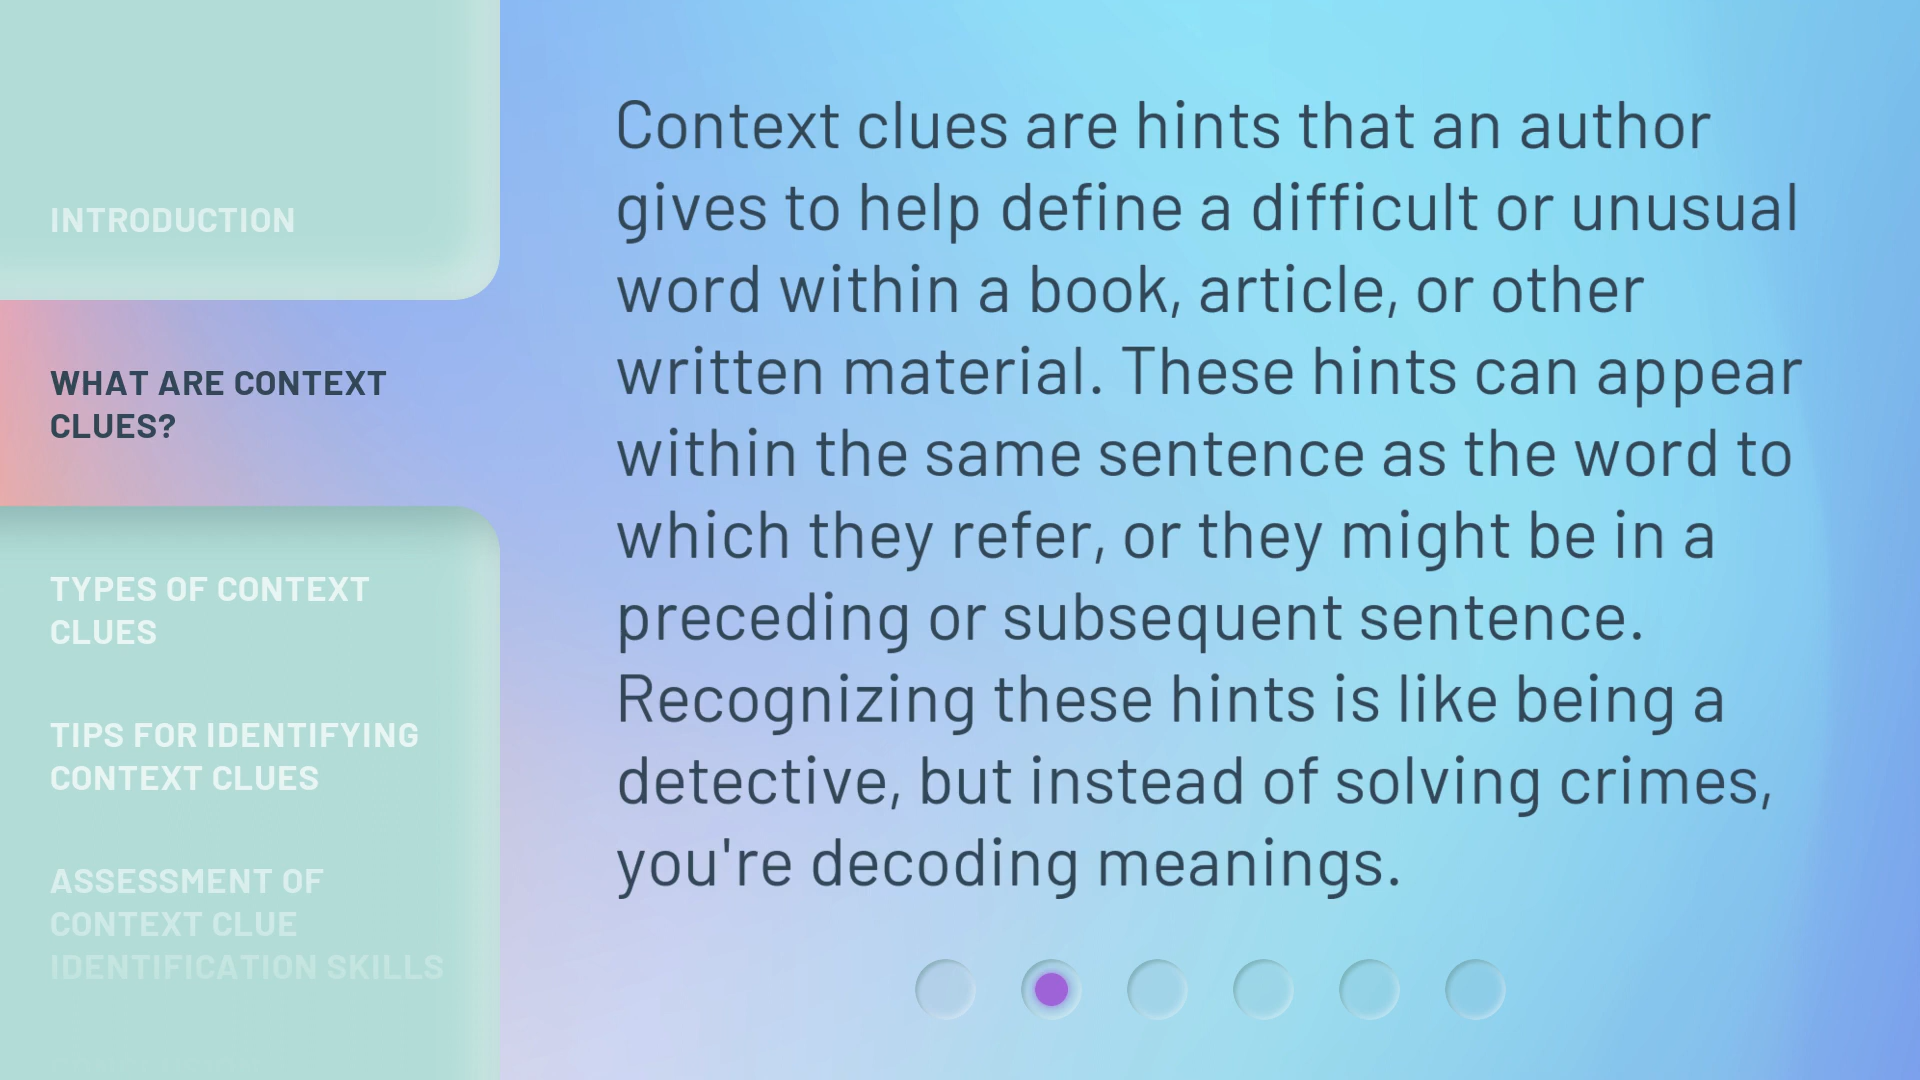 INTRODUCTION
WHAT ARE CONTEXT
CLUES?
TYPES OF CONTEXT
CLUES
TIPS FOR IDENTIFYING
CONTEXT CLUES
ASSESSMENT OF
CONTEXT CLUE
IDENTIFICATION SKILLS
Context clues are hints that an author
gives to help define a difficult or unusual
word within a book, article, or other
written material. These hints can appear
within the same sentence as the word to
which they refer, or they might be in a
preceding or subsequent sentence.
Recognizing these hints is like being a
detective, but instead of solving crimes,
you're decoding meanings.